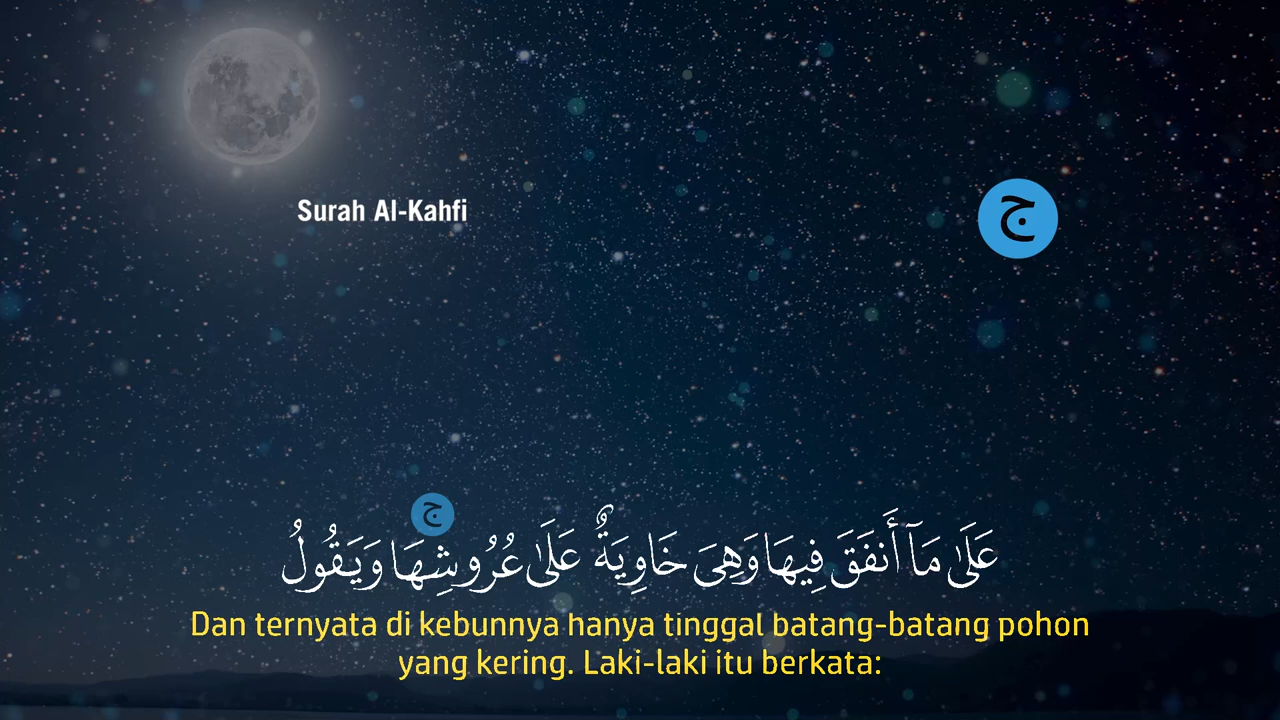 Surah Al-Kahfi
ج
ج
عَلَىٰ مَآ أَنفَقَ فِيهَا وَهِىَ خَاوِيَةٌ عَلَىٰ عُرُوشِهَا وَيَقُولُ
Dan ternyata di kebunnya hanya tinggal batang-batang pohon
yang kering. Laki-laki itu berkata: